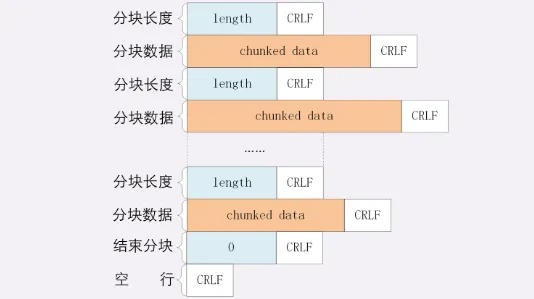 分块长度 length CRLF
分块数据 chunked data CRLF
分块长度 length CRLF
分块数据 chunked data CRLF
……
分块长度 length CRLF
分块数据 chunked data CRLF
结束分块 0 CRLF
空 行 CRLF